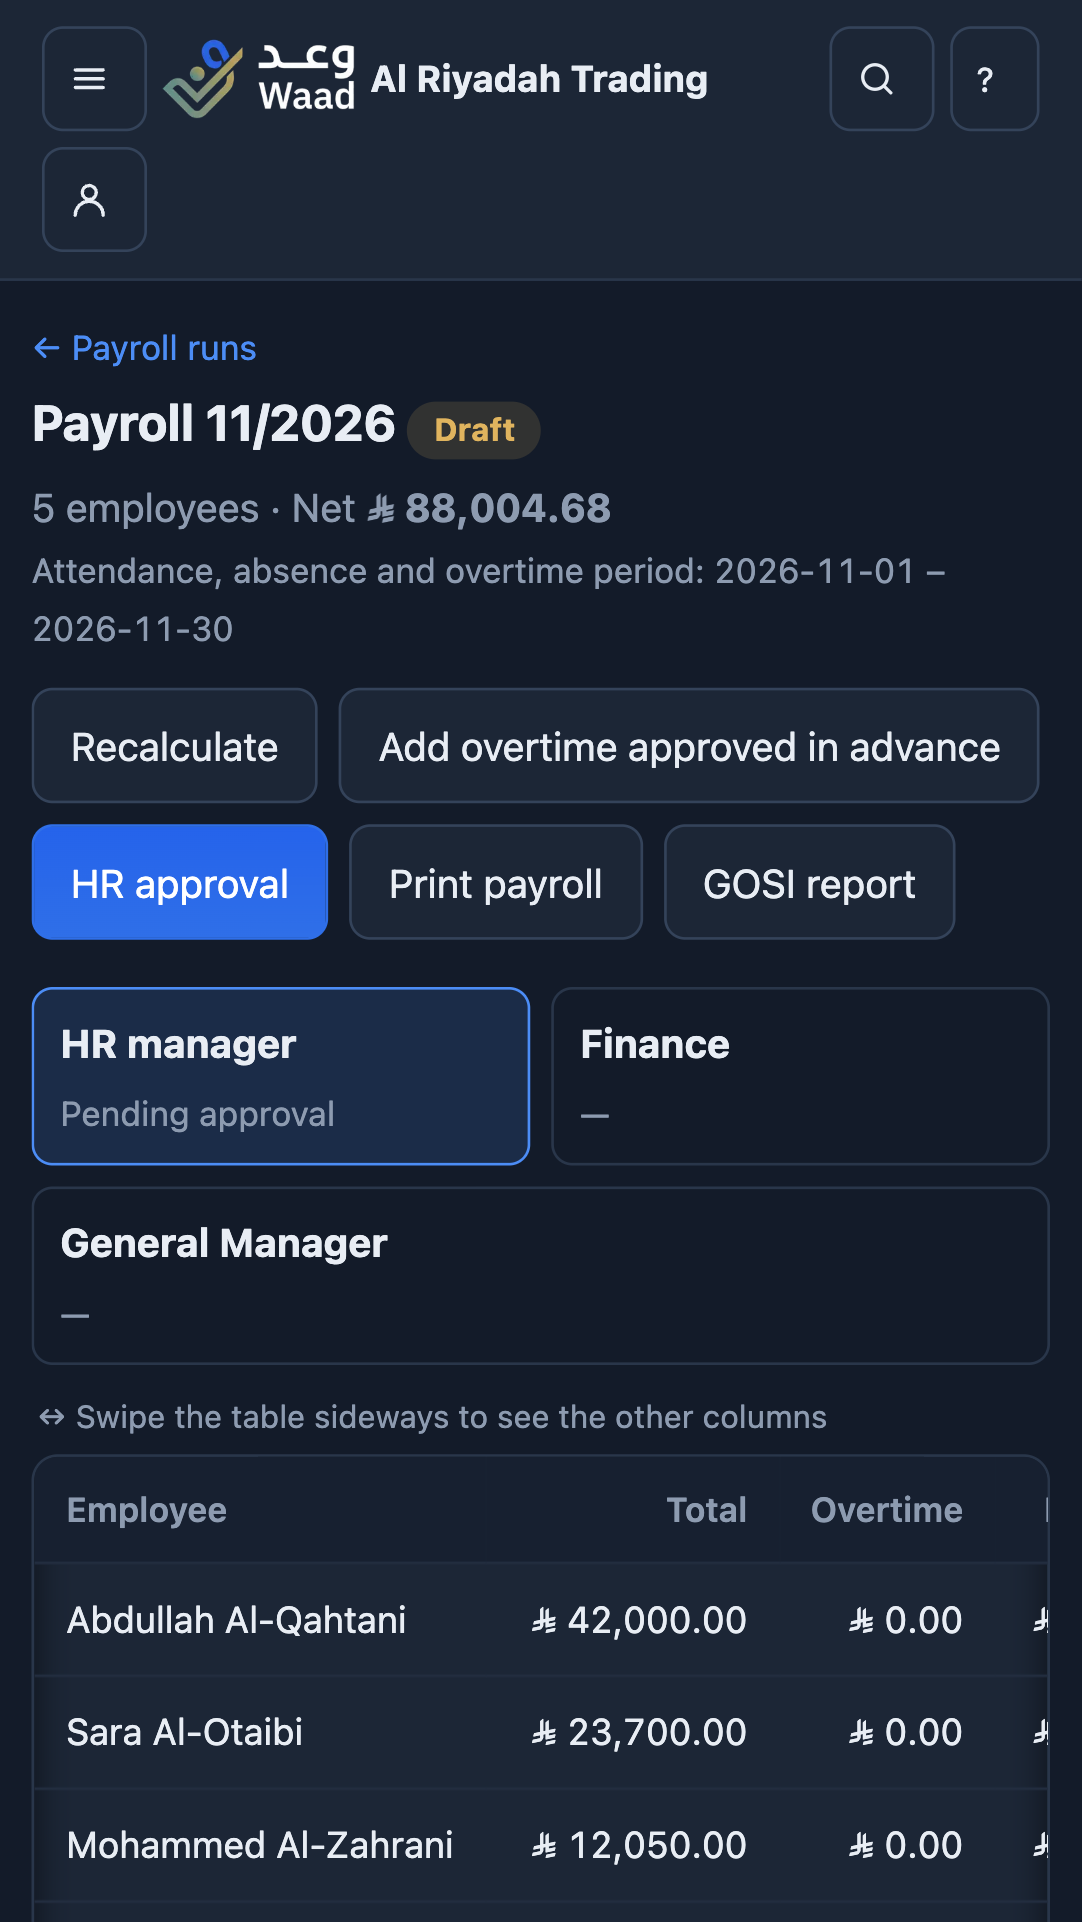 وعد
Waad
Al Riyadah Trading
?
← Payroll runs
Payroll 11/2026 Draft
5 employees · Net 88,004.68
Attendance, absence and overtime period: 2026-11-01 –
2026-11-30
Recalculate
Add overtime approved in advance
HR approval
Print payroll
GOSI report
HR manager
Pending approval
Finance
—
General Manager
—
↔ Swipe the table sideways to see the other columns
Employee Total Overtime
Abdullah Al-Qahtani 42,000.00 0.00
Sara Al-Otaibi 23,700.00 0.00
Mohammed Al-Zahrani 12,050.00 0.00